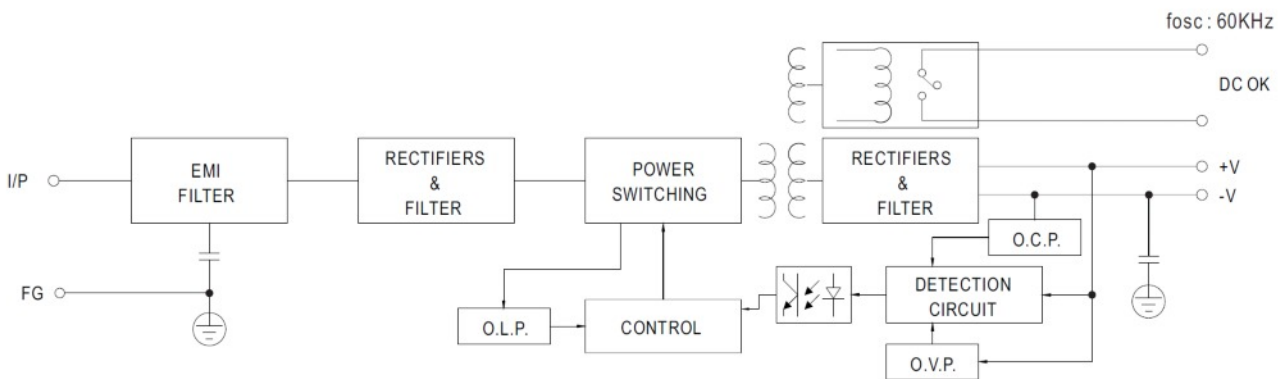 fosc : 60KHz
DC OK
I/P
EMI
FILTER
RECTIFIERS
&
FILTER
POWER
SWITCHING
RECTIFIERS
&
FILTER
+V
-V
O.C.P.
FG
O.L.P.
CONTROL
DETECTION
CIRCUIT
O.V.P.